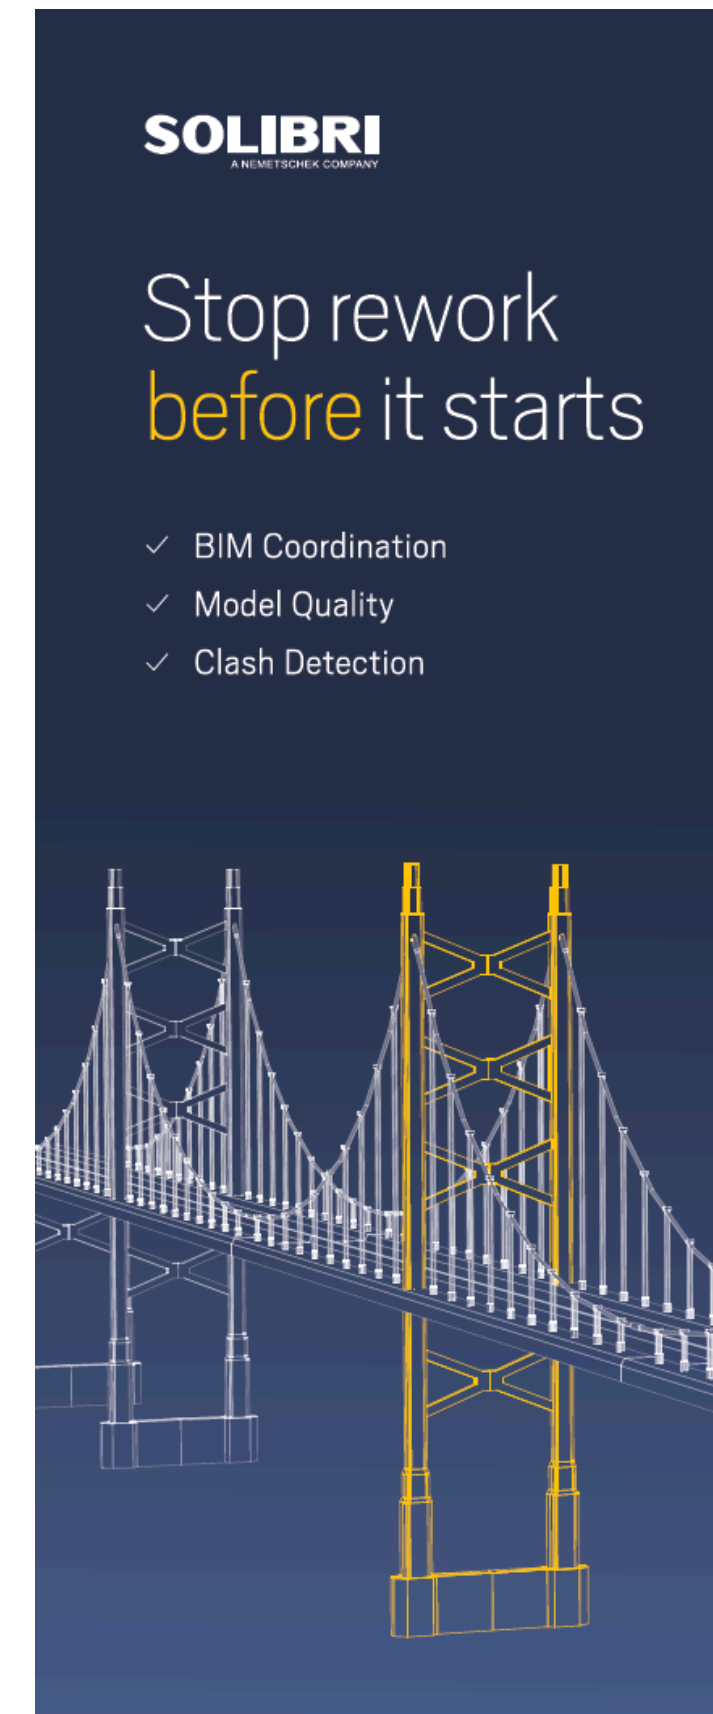 SOLIBRI
A NEMETSCHEK COMPANY
Stop rework
before it starts
BIM Coordination
Model Quality
Clash Detection